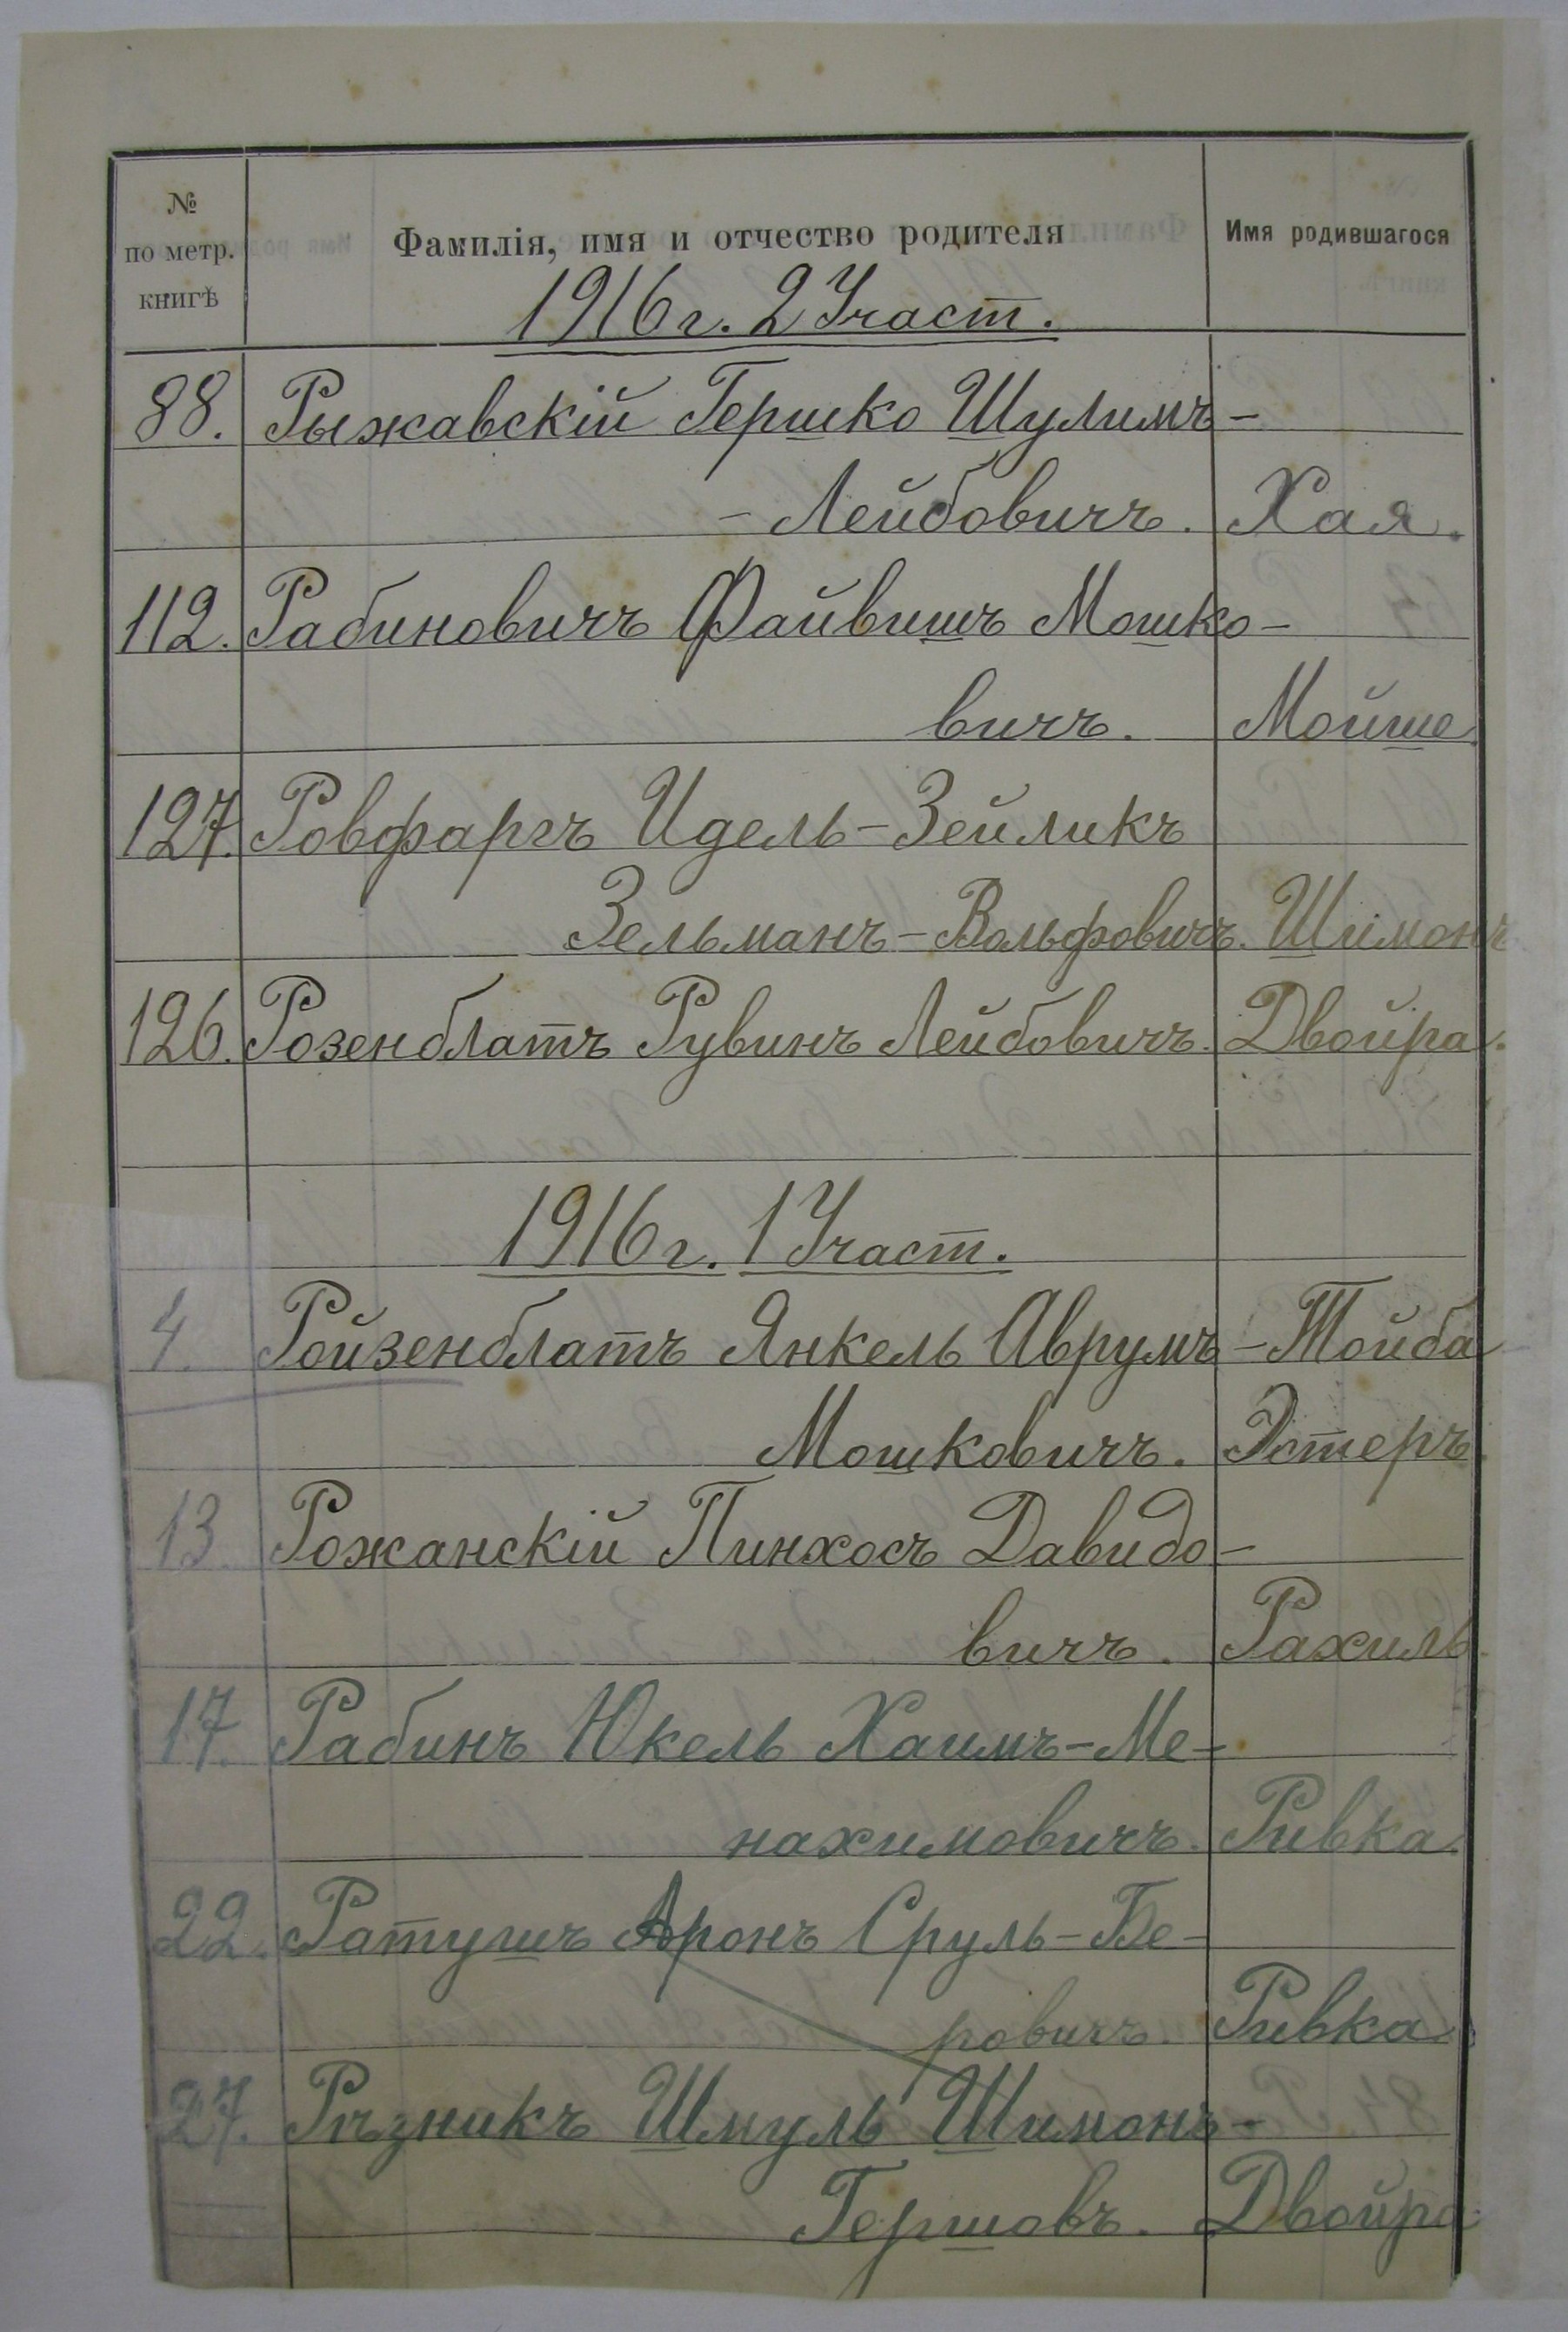 № по метр. книгѣ Фамилія, имя и отчество родителя Имя родившагося
1916 г. 2 Участ.
88. Рыжавскій Гершко Шулимъ-
- Лейбовичъ. Хая.
112. Рабиновичъ Файвишъ Мошко-
вичъ. Мойше.
127. Ровфаргъ Идель-Зейликъ
Зельманъ-Вольфовичъ. Шимонъ
126. Розенблатъ Рувинъ Лейбовичъ. Двойра.
1916 г. 1 Участ.
4. Ройзенблатъ Янкель Аврумъ- Тойба
Мошковичъ. Эстеръ.
13. Рожанскій Пинхосъ Давидо-
вичъ. Рахиль.
17. Рабинъ Юкель Хаимъ-Ме-
нахимовичъ. Ривка.
22. Ратушъ Аронъ Сруль-Бе-
ровичъ. Ривка.
27. Рѣзникъ Шмуль Шимонъ-
Гершовъ. Двойра